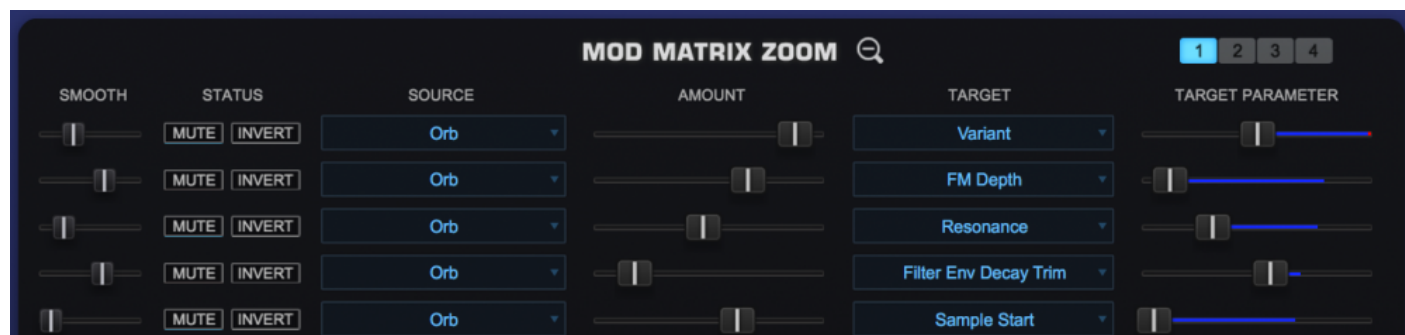 MOD MATRIX ZOOM 1 2 3 4
SMOOTH STATUS SOURCE AMOUNT TARGET TARGET PARAMETER
MUTE INVERT Orb Variant
MUTE INVERT Orb FM Depth
MUTE INVERT Orb Resonance
MUTE INVERT Orb Filter Env Decay Trim
MUTE INVERT Orb Sample Start